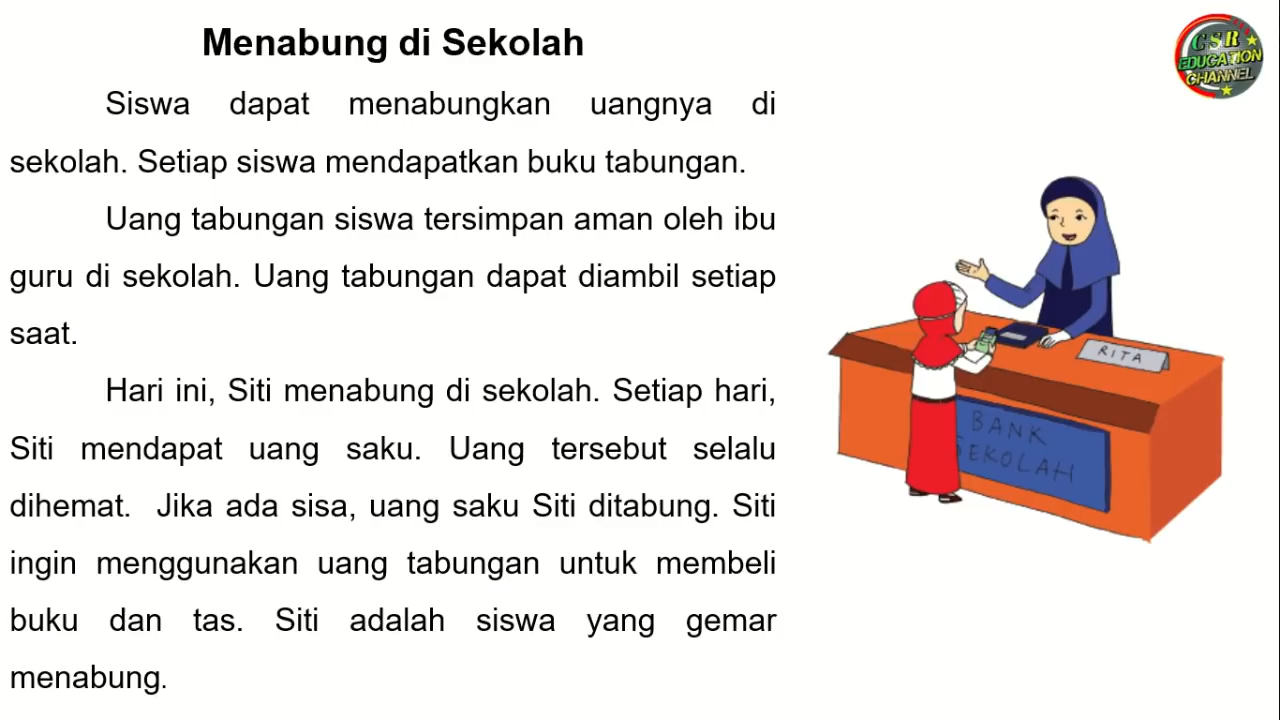 Menabung di Sekolah
Siswa dapat menabungkan uangnya di
sekolah. Setiap siswa mendapatkan buku tabungan.
Uang tabungan siswa tersimpan aman oleh ibu
guru di sekolah. Uang tabungan dapat diambil setiap
saat.
Hari ini, Siti menabung di sekolah. Setiap hari,
Siti mendapat uang saku. Uang tersebut selalu
dihemat. Jika ada sisa, uang saku Siti ditabung. Siti
ingin menggunakan uang tabungan untuk membeli
buku dan tas. Siti adalah siswa yang gemar
menabung.
GSR
EDUCATION
CHANNEL
RITA
BANK
SEKOLAH